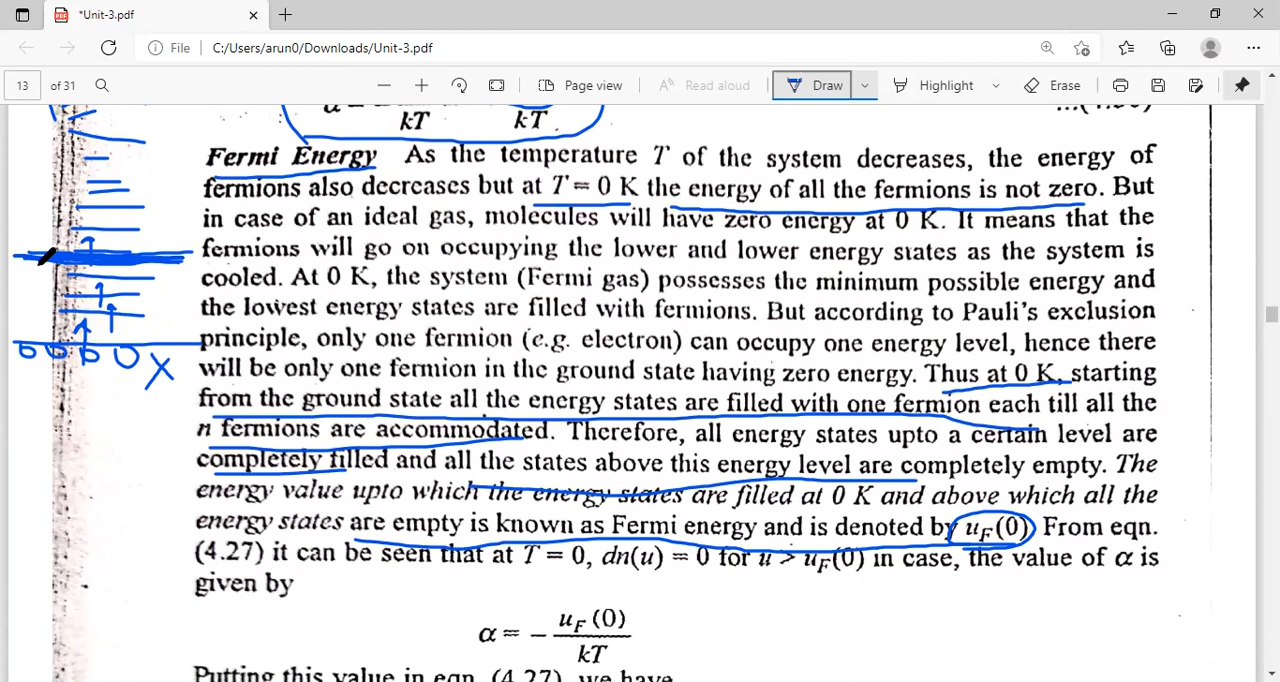 *Unit-3.pdf
File C:/Users/arun0/Downloads/Unit-3.pdf
13 of 31 Page view Read aloud Draw Highlight Erase
kT kT
Fermi Energy As the temperature T of the system decreases, the energy of
fermions also decreases but at T = 0 K the energy of all the fermions is not zero. But
in case of an ideal gas, molecules will have zero energy at 0 K. It means that the
fermions will go on occupying the lower and lower energy states as the system is
cooled. At 0 K, the system (Fermi gas) possesses the minimum possible energy and
the lowest energy states are filled with fermions. But according to Pauli's exclusion
principle, only one fermion (e.g. electron) can occupy one energy level, hence there
will be only one fermion in the ground state having zero energy. Thus at 0 K, starting
from the ground state all the energy states are filled with one fermion each till all the
n fermions are accommodated. Therefore, all energy states upto a certain level are
completely filled and all the states above this energy level are completely empty. The
energy value upto which the energy states are filled at 0 K and above which all the
energy states are empty is known as Fermi energy and is denoted by u_F(0). From eqn.
(4.27) it can be seen that at T = 0, dn(u) = 0 for u > u_F(0) in case, the value of α is
given by
α = − u_F (0) / kT
Putting this value in eqn. (4.27), we have